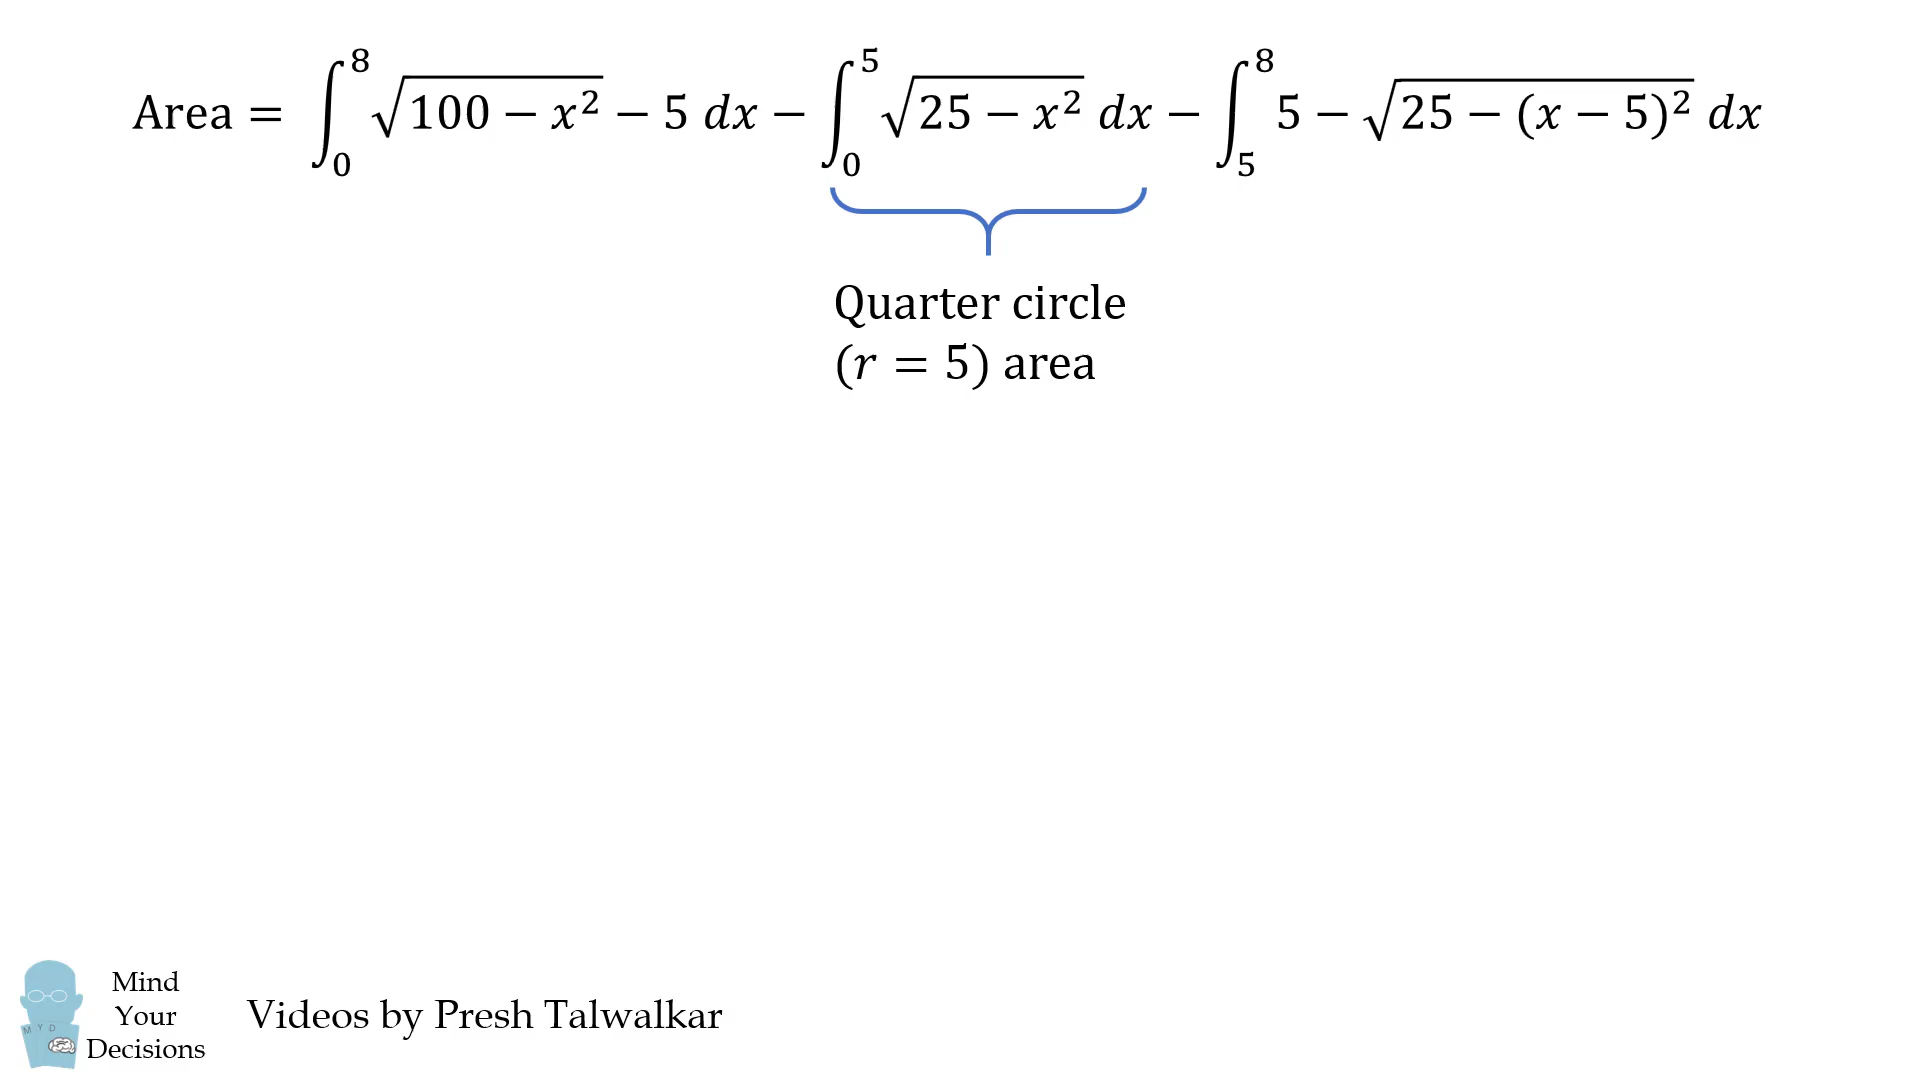 Area = ∫₀⁸ √(100 − x²) − 5 dx − ∫₀⁵ √(25 − x²) dx − ∫₅⁸ 5 − √(25 − (x − 5)²) dx
Quarter circle
(r = 5) area
M Y D
Mind
Your
Decisions
Videos by Presh Talwalkar